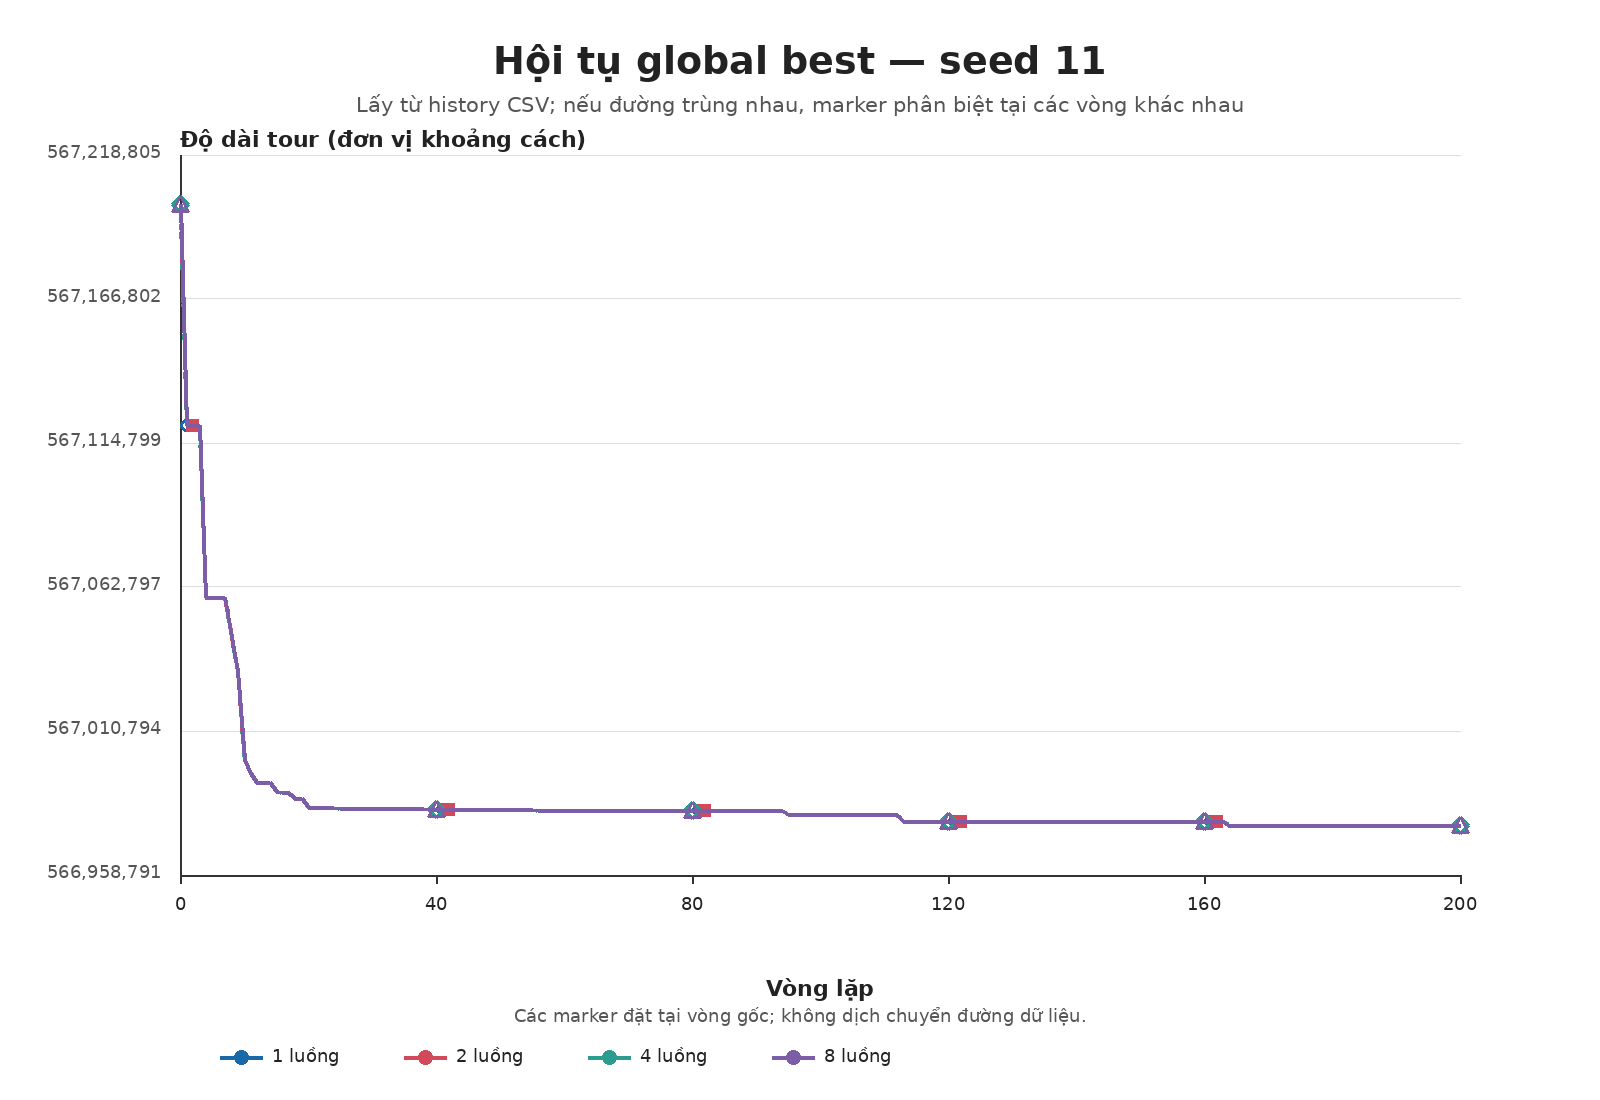 Hội tụ global best — seed 11
Lấy từ history CSV; nếu đường trùng nhau, marker phân biệt tại các vòng khác nhau
Độ dài tour (đơn vị khoảng cách)
567,218,805
567,166,802
567,114,799
567,062,797
567,010,794
566,958,791
0 40 80 120 160 200
Vòng lặp
Các marker đặt tại vòng gốc; không dịch chuyển đường dữ liệu.
1 luồng 2 luồng 4 luồng 8 luồng